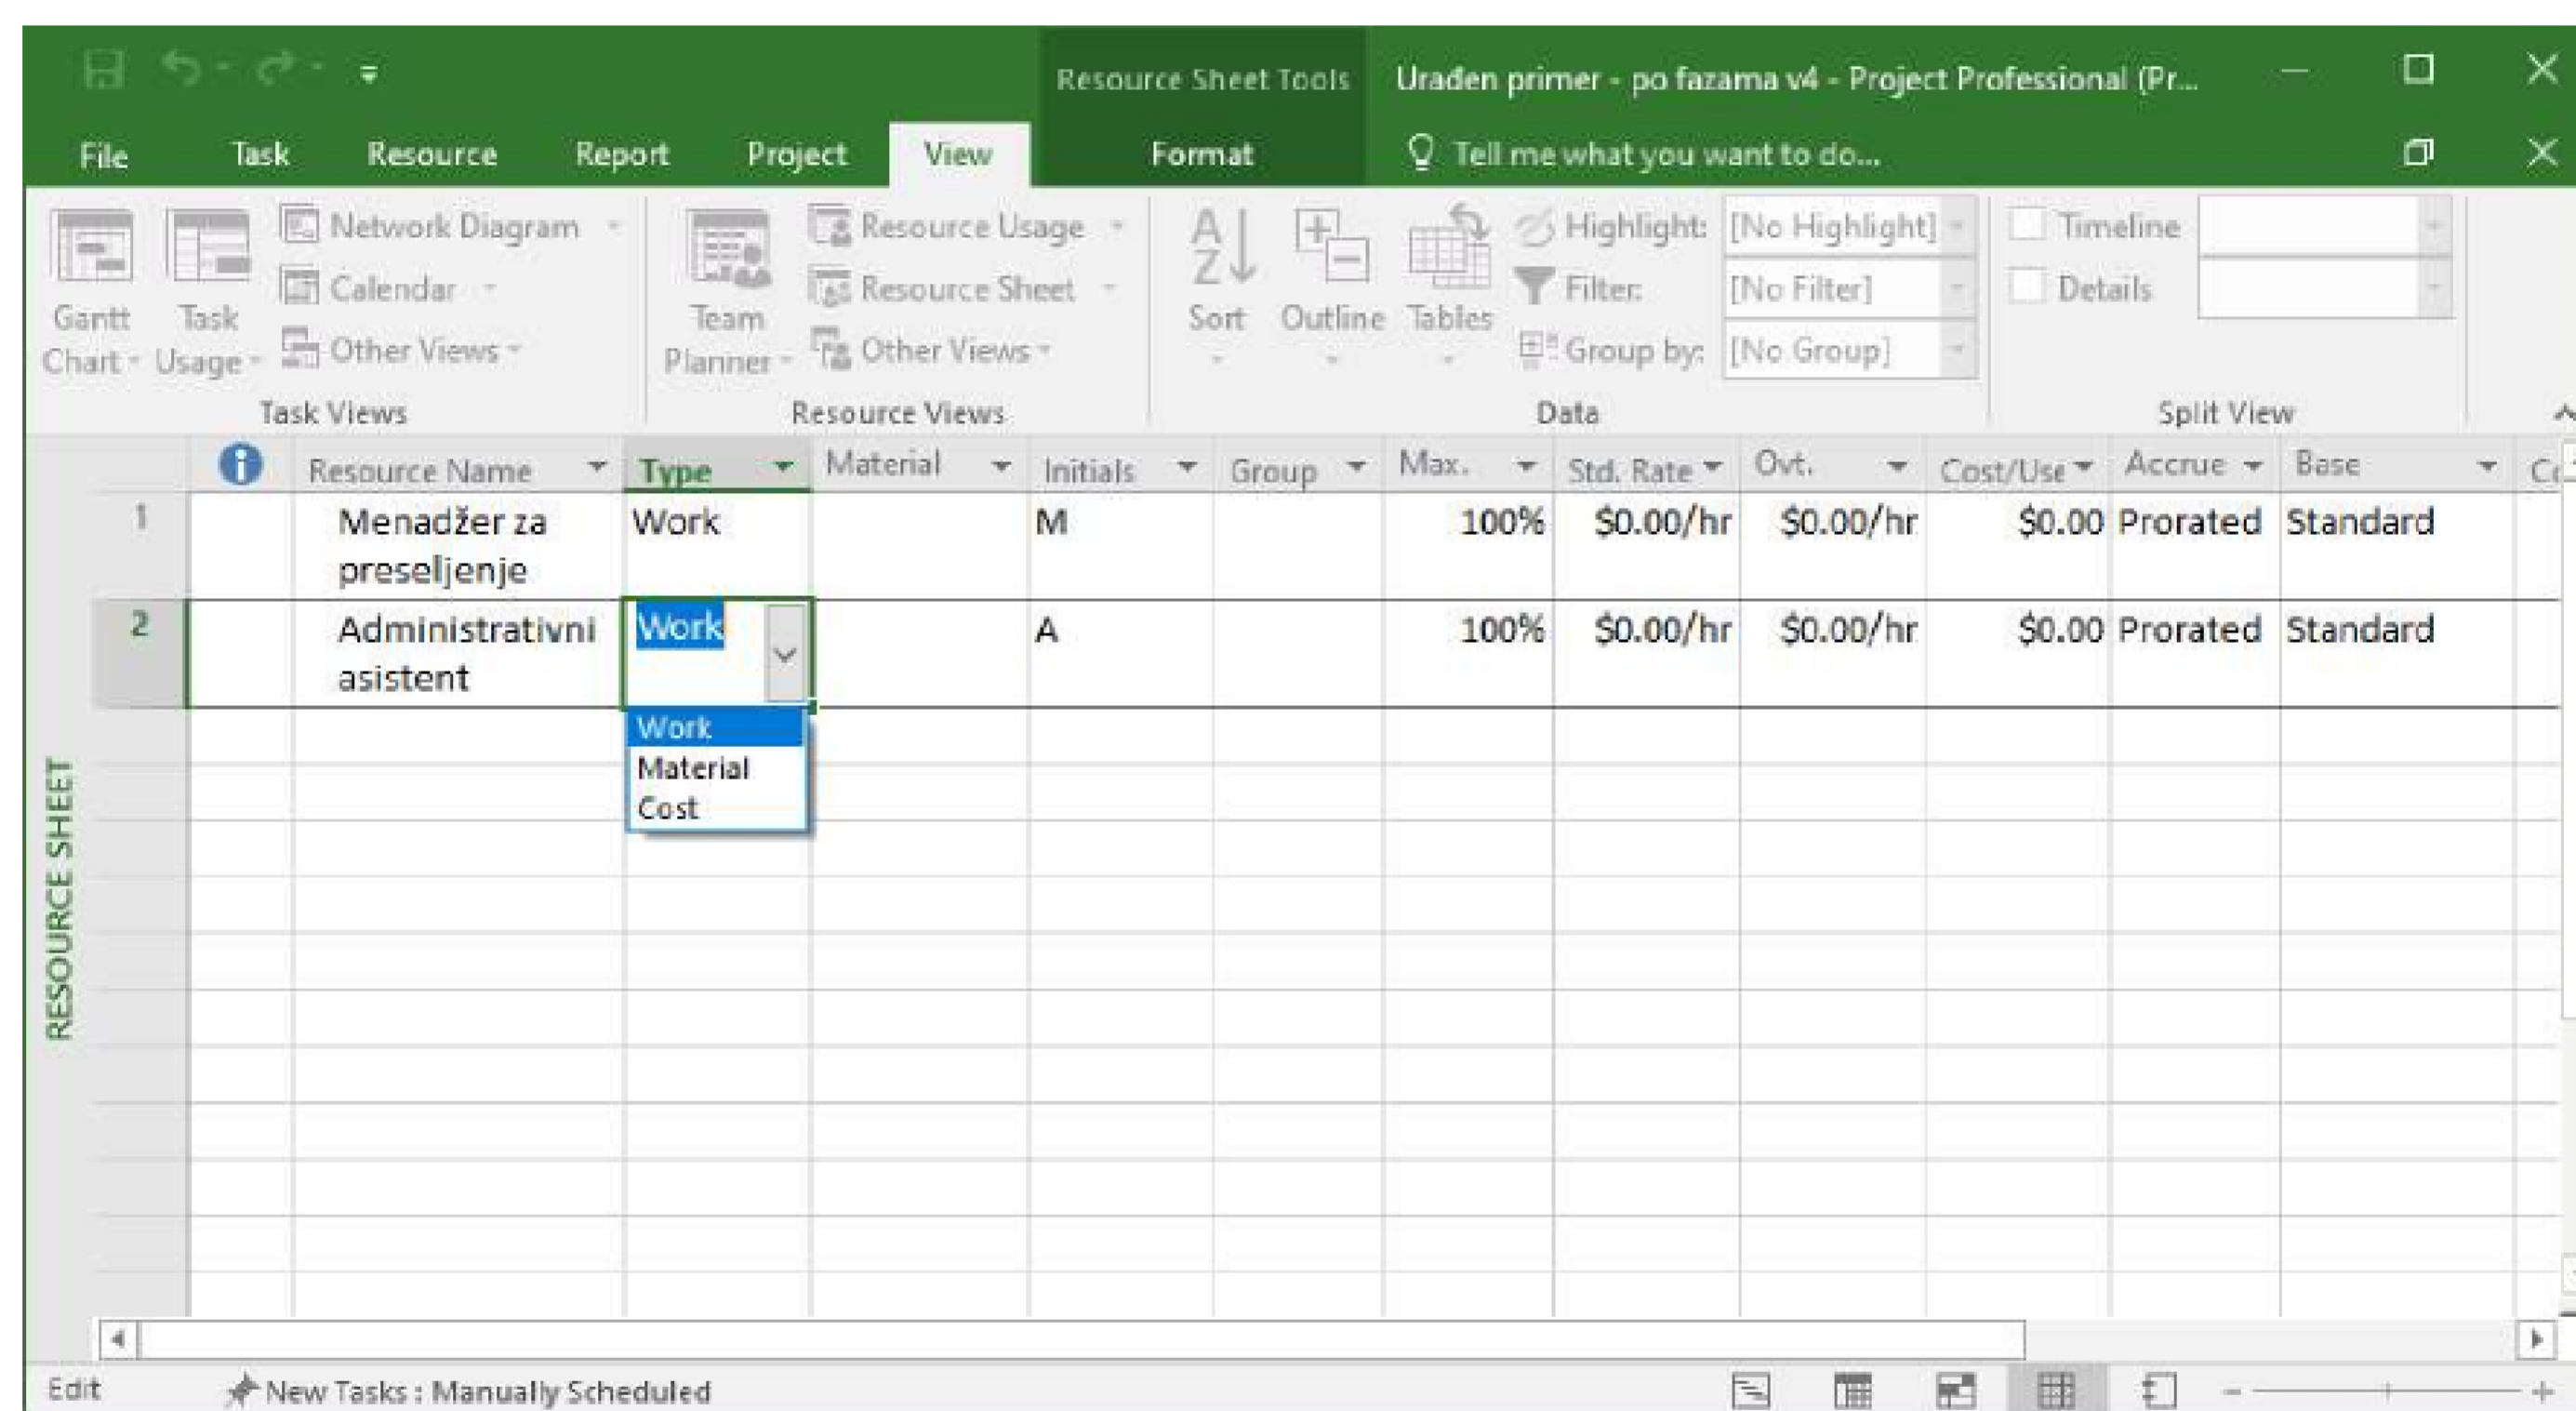 Resource Sheet Tools
Urađen primer - po fazama v4 - Project Professional (Pr...
File Task Resource Report Project View Format Tell me what you want to do...
Gantt Chart
Task Usage
Network Diagram
Calendar
Other Views
Task Views
Team Planner
Resource Usage
Resource Sheet
Other Views
Resource Views
A Z
Sort
Outline
Tables
Highlight: [No Highlight]
Filter: [No Filter]
Group by: [No Group]
Data
Timeline
Details
Split View
Resource Name Type Material Initials Group Max. Std. Rate Ovt. Cost/Use Accrue Base
1 Menadžer za Work M 100% $0.00/hr $0.00/hr $0.00 Prorated Standard
preseljenje
2 Administrativni Work A 100% $0.00/hr $0.00/hr $0.00 Prorated Standard
asistent
Work
Material
Cost
RESOURCE SHEET
Edit New Tasks : Manually Scheduled